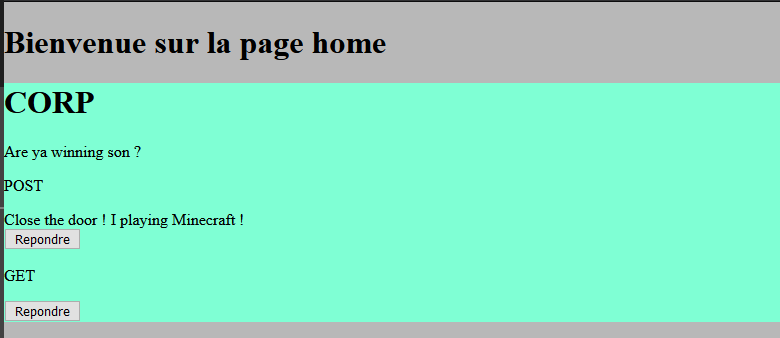 Bienvenue sur la page home
CORP
Are ya winning son ?
POST
Close the door ! I playing Minecraft !
Repondre
GET
Repondre